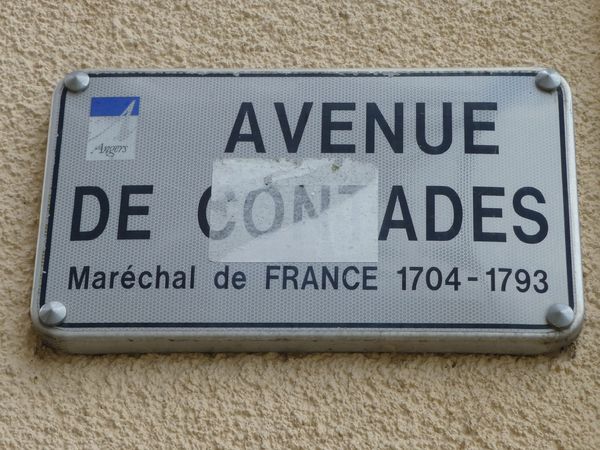 Angers
AVENUE
DE CONTADES
Maréchal de FRANCE 1704-1793